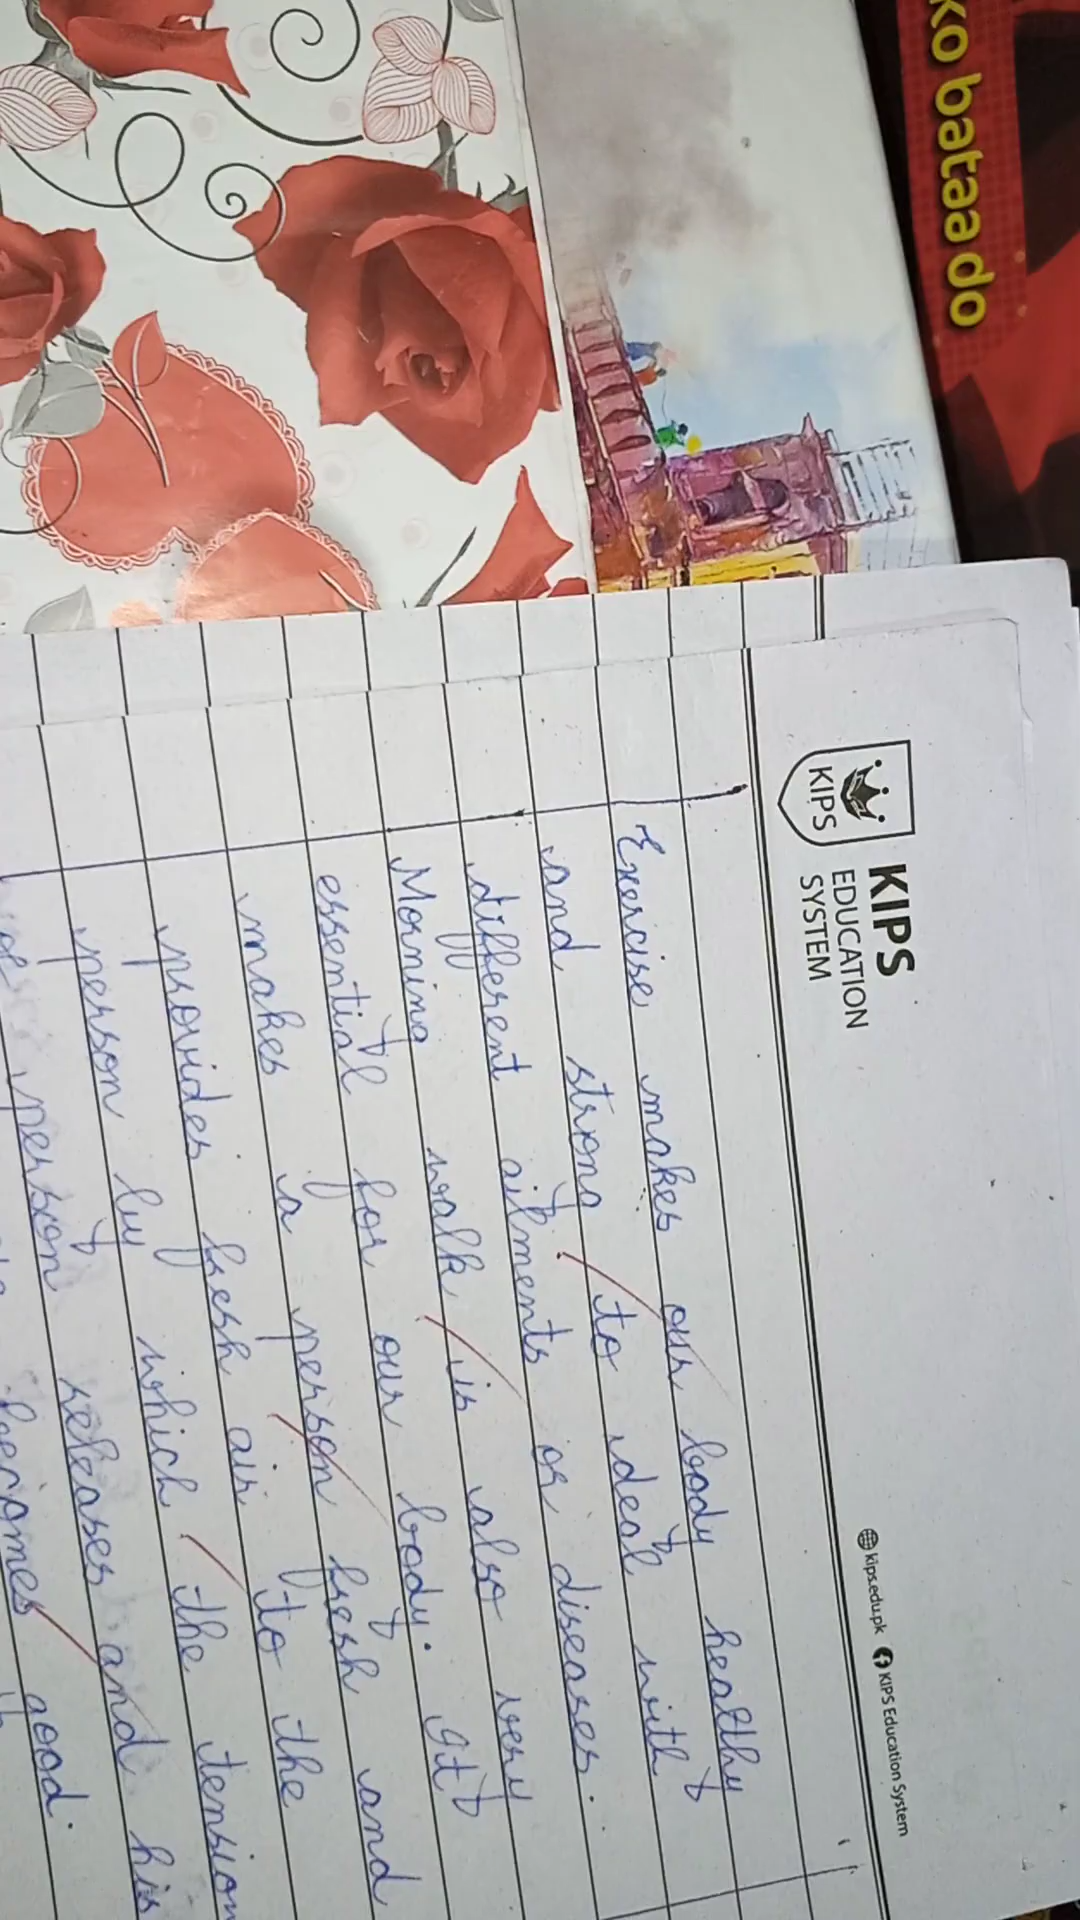 ko bataa do
KIPS
KIPS
EDUCATION
SYSTEM
kips.edu.pk KIPS Education System
Exercise makes our body healthy
and strong to deal with
different ailments or diseases.
Morning walk is also very
essential for our body. It
makes a person fresh and
provides fresh air to the
person by which the tension
person releases and his
becomes good.